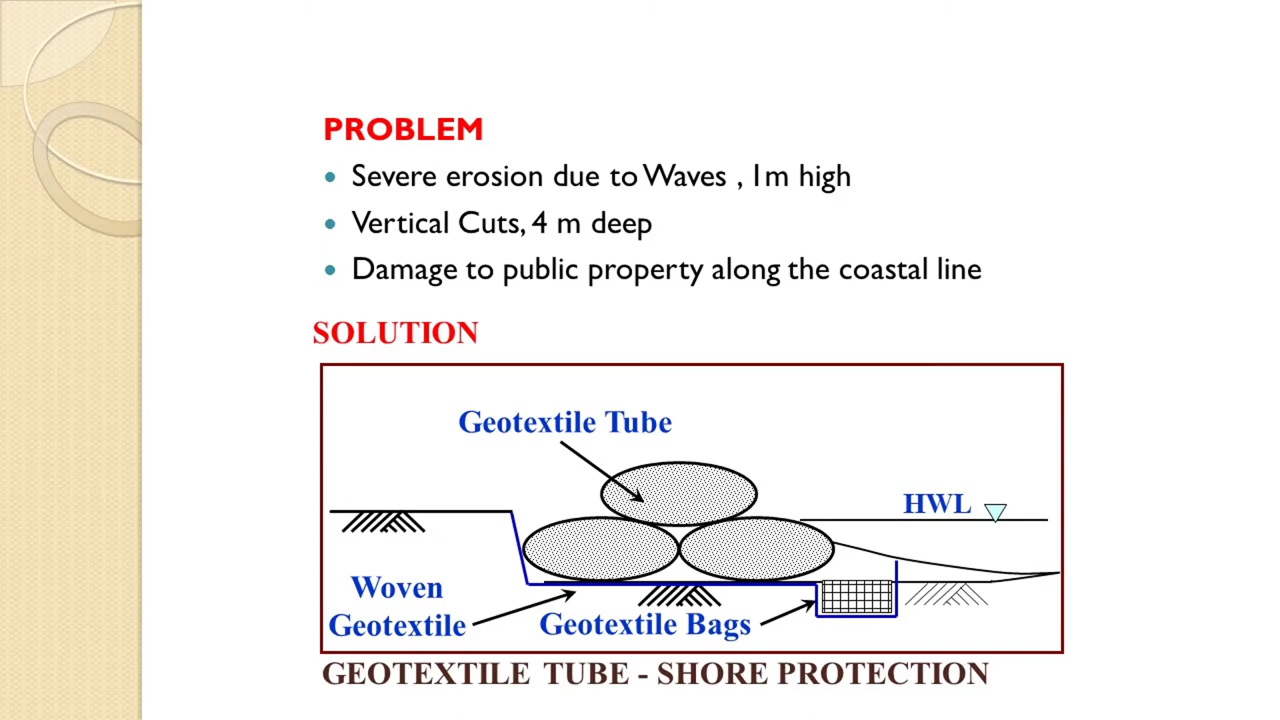 PROBLEM
• Severe erosion due to Waves , 1m high
• Vertical Cuts, 4 m deep
• Damage to public property along the coastal line
SOLUTION
Geotextile Tube
HWL
Woven
Geotextile
Geotextile Bags
GEOTEXTILE TUBE - SHORE PROTECTION